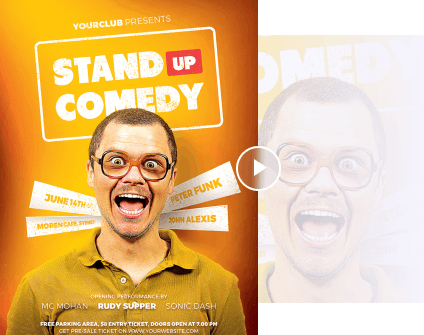 YOURCLUB PRESENTS
STAND UP
COMEDY
JUNE 14TH
PETER FUNK
MOREN CAFE, SYDNEY
JOHN ALEXIS
OPENING PERFORMANCE BY
MC MOHAN RUDY SUPPER SONIC DASH
FREE PARKING AREA, $8 ENTRY TICKET, DOORS OPEN AT 7.00 PM
GET PRE-SALE TICKET ON WWW.YOURWEBSITE.COM
OMEDY